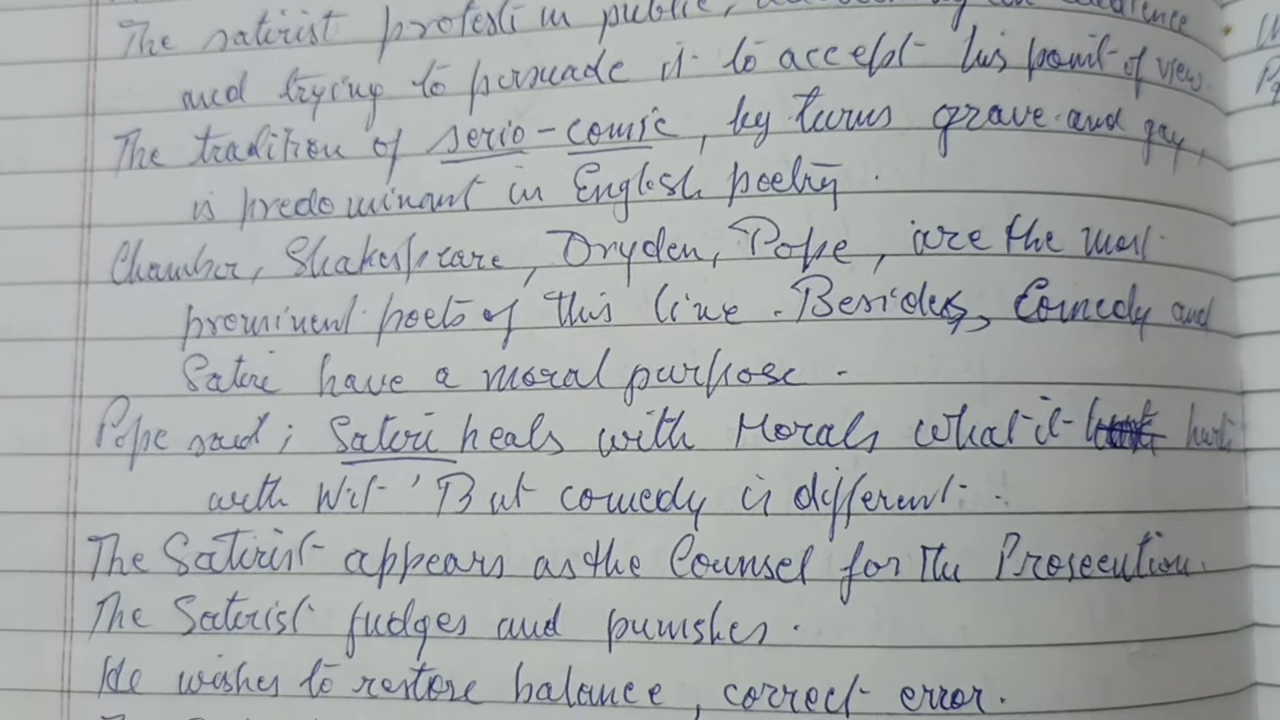 The satirist protest in public, audience
and trying to persuade it to accept his point of view.
The tradition of serio-comic, by turns grave and gay,
is predominant in English poetry.
Chamber, Shakespeare, Dryden, Pope, are the most
prominent poets of this line. Besides, Comedy and
Satire have a moral purpose.
Pope said; Satire heals with Morals what it hurt
with Wit' But comedy is different.
The Satirist appears as the Counsel for The Prosecution.
The Satirist judges and punishes.
He wishes to restore balance, correct error.